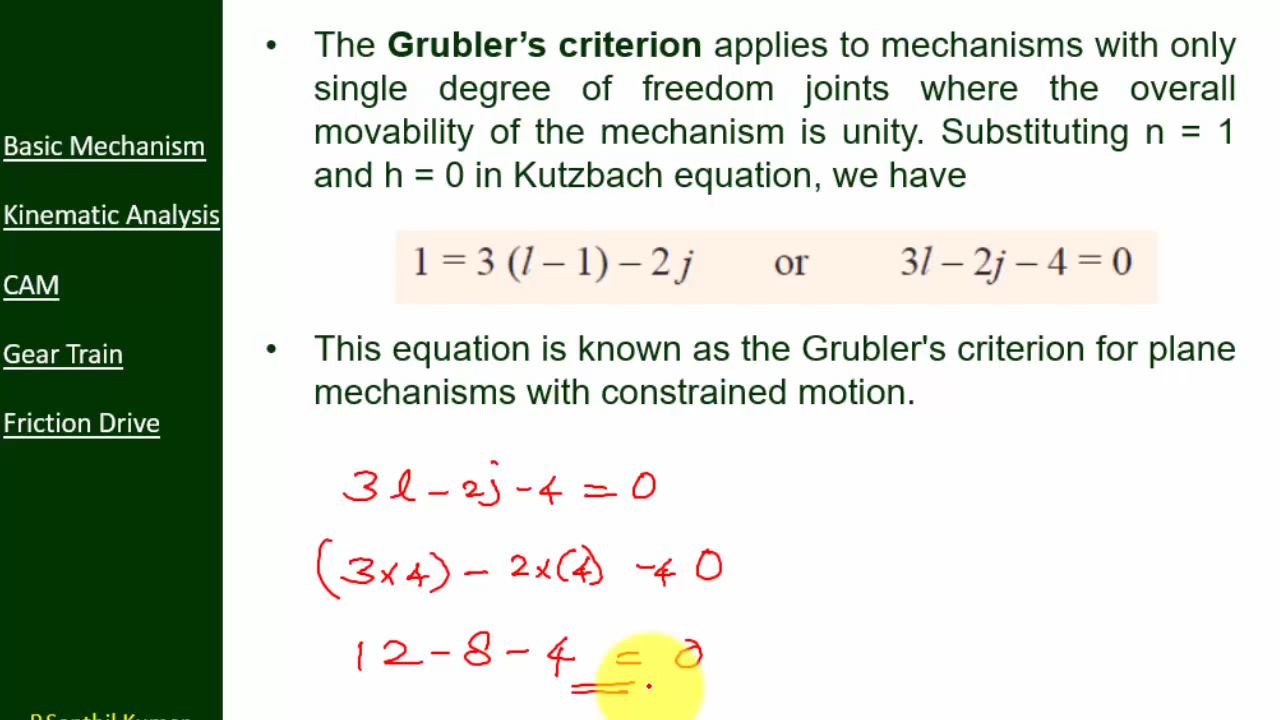 Basic Mechanism
Kinematic Analysis
CAM
Gear Train
Friction Drive
• The Grubler’s criterion applies to mechanisms with only
single degree of freedom joints where the overall
movability of the mechanism is unity. Substituting n = 1
and h = 0 in Kutzbach equation, we have
1 = 3 (l – 1) – 2 j or 3l – 2j – 4 = 0
• This equation is known as the Grubler's criterion for plane
mechanisms with constrained motion.
3l – 2j – 4 = 0
(3×4) – 2×(4) –4 0
12 – 8 – 4 = 0